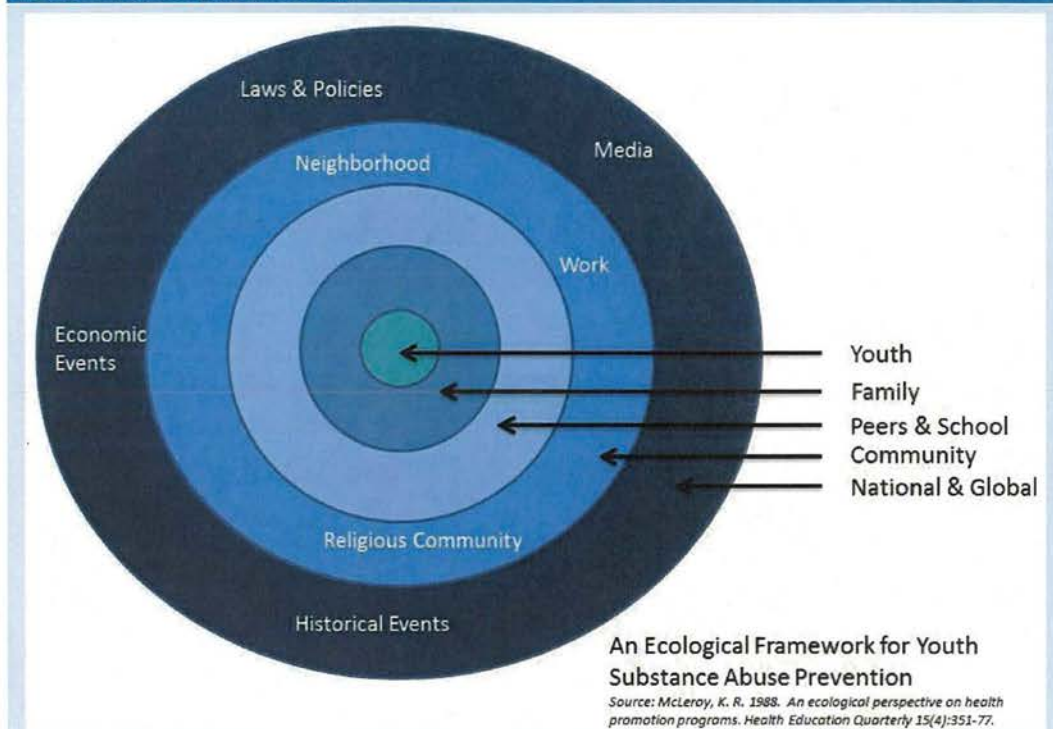 Laws & Policies
Media
Neighborhood
Work
Economic
Events
Youth
Family
Peers & School
Community
National & Global
Religious Community
Historical Events
An Ecological Framework for Youth
Substance Abuse Prevention
Source: McLeroy, K. R. 1988. An ecological perspective on health
promotion programs. Health Education Quarterly 15(4):351-77.